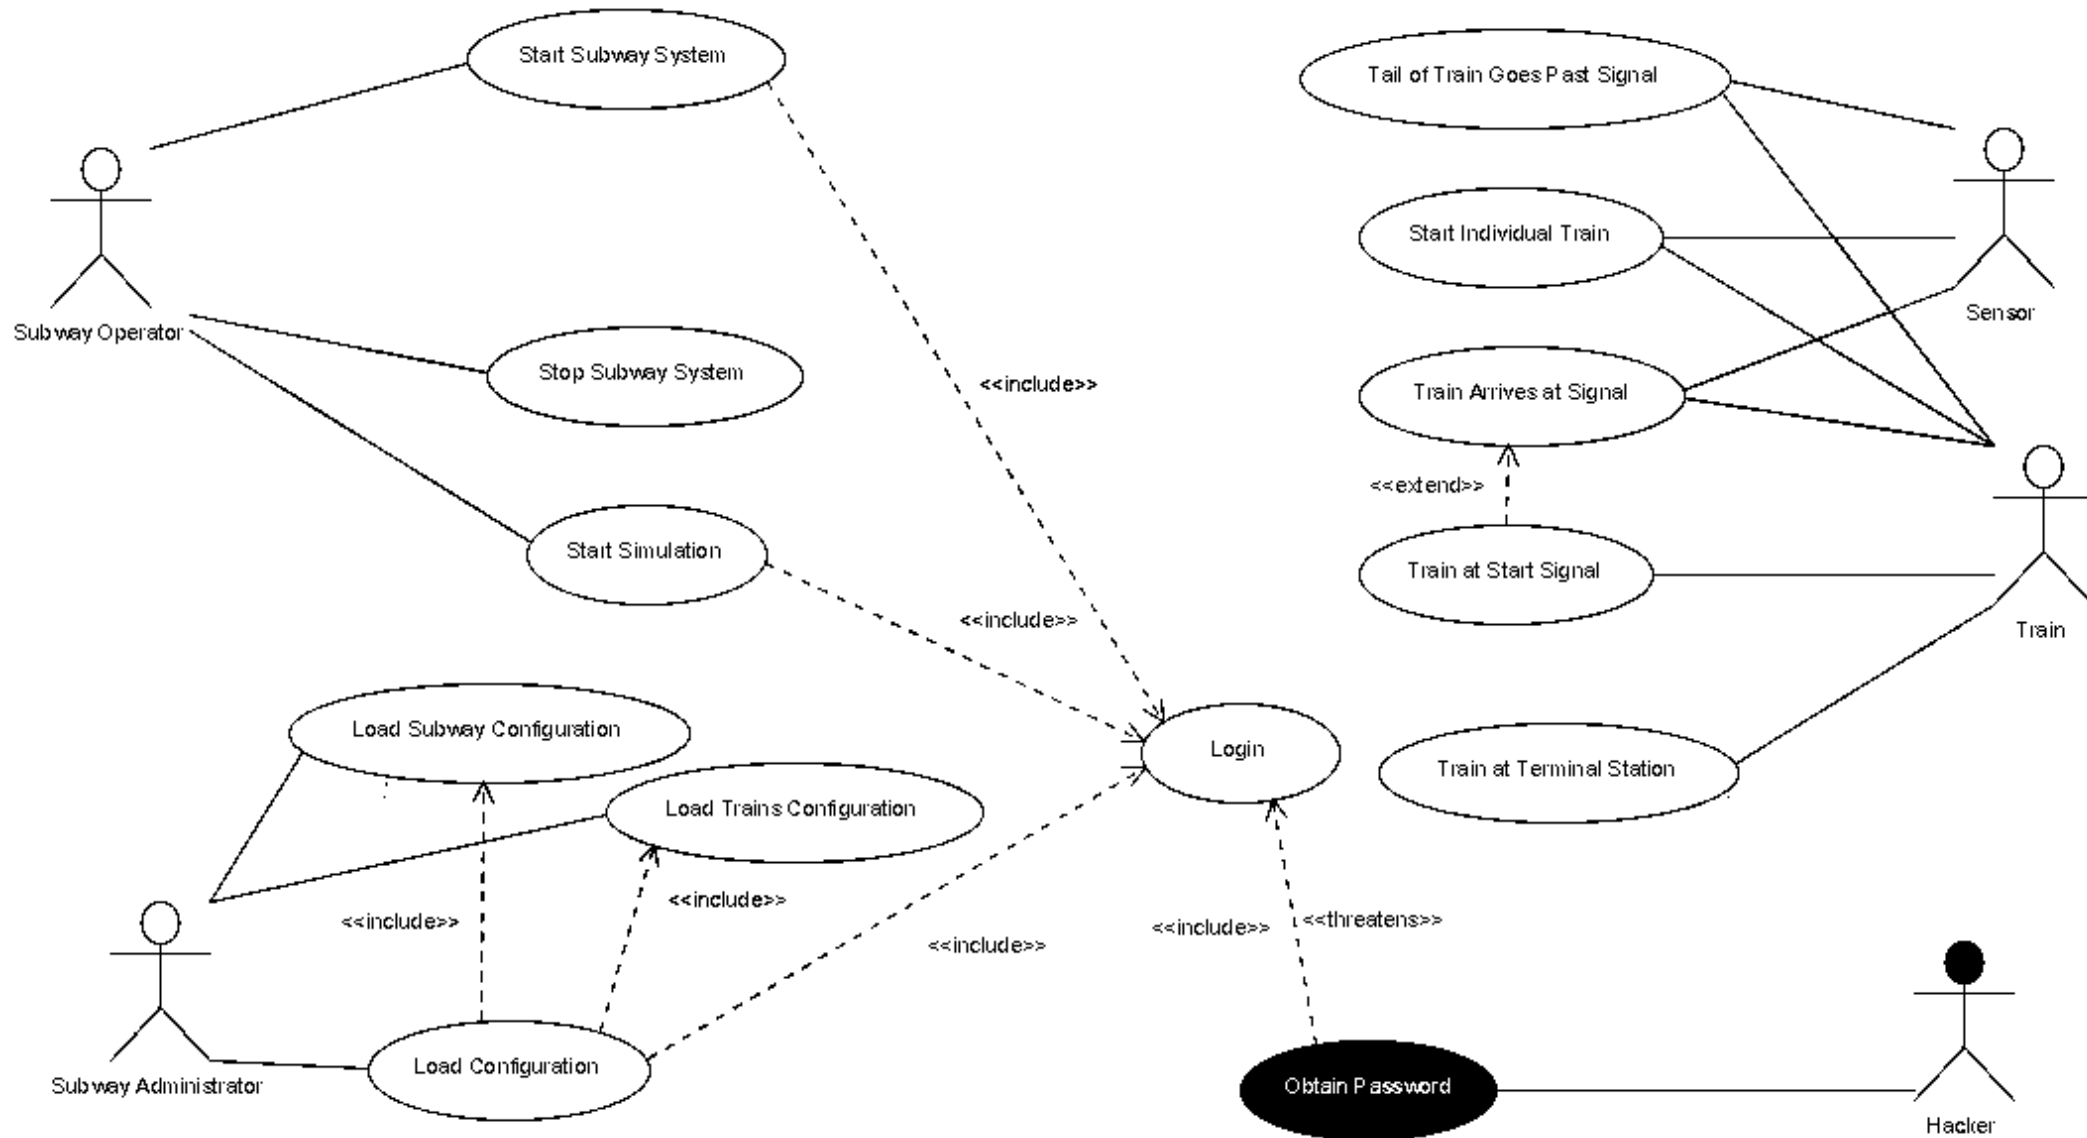 Start Subway System
Tail of Train Goes Past Signal
Start Individual Train
Sensor
Subway Operator
Stop Subway System
<<include>>
Train Arrives at Signal
<<extend>>
Start Simulation
Train at Start Signal
<<include>>
Train
Load Subway Configuration
Login
Train at Terminal Station
Load Trains Configuration
<<include>>
<<include>>
<<include>>
<<include>>
<<threatens>>
Load Configuration
Subway Administrator
Obtain Password
Hacker